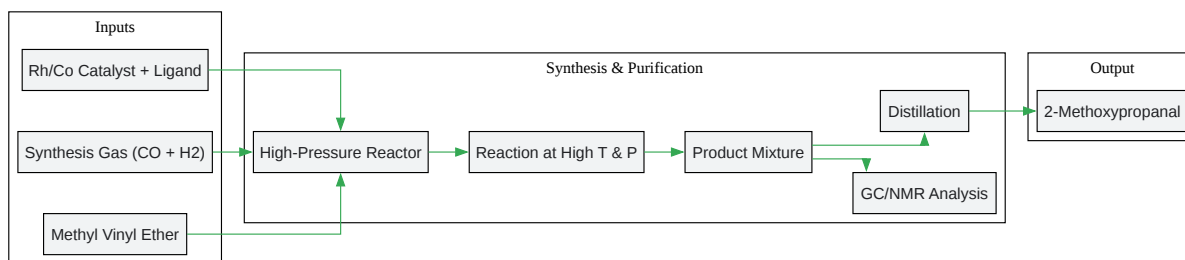 Inputs
Rh/Co Catalyst + Ligand
Synthesis Gas (CO + H2)
Methyl Vinyl Ether
Synthesis & Purification
High-Pressure Reactor
Reaction at High T & P
Product Mixture
Distillation
GC/NMR Analysis
Output
2-Methoxypropanal